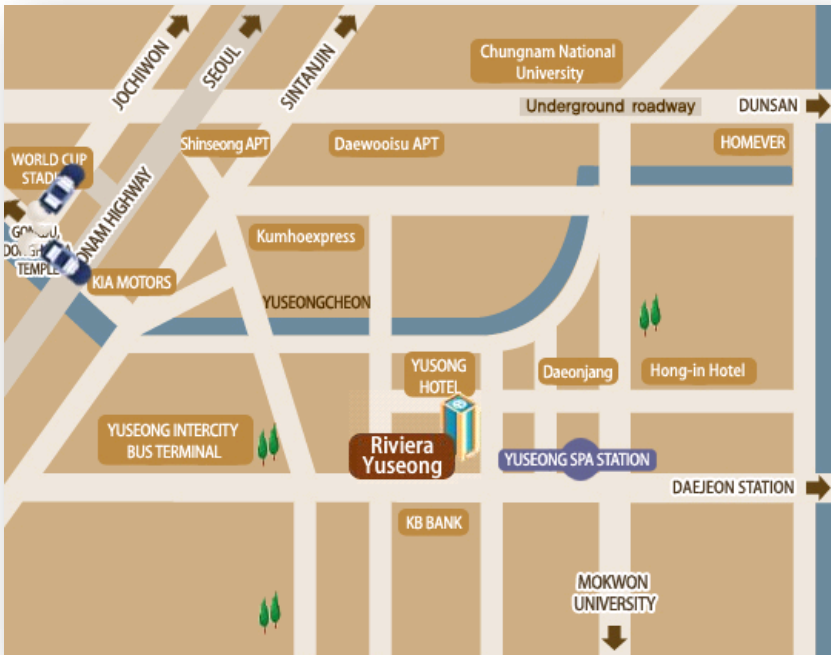 JOCHIWON
SEOUL
SINTANJIN
Chungnam National
University
Underground roadway
DUNSAN
Shinseong APT
Daewooisu APT
HOMEVER
WORLD CUP
Kumhoexpress
HIGHWAY
TEMPLE
KIA MOTORS
YUSEONGCHEON
YUSONG
HOTEL
Daeonjang
Hong-in Hotel
YUSEONG INTERCITY
BUS TERMINAL
Riviera
Yuseong
YUSEONG SPA STATION
DAEJEON STATION
KB BANK
MOKWON
UNIVERSITY